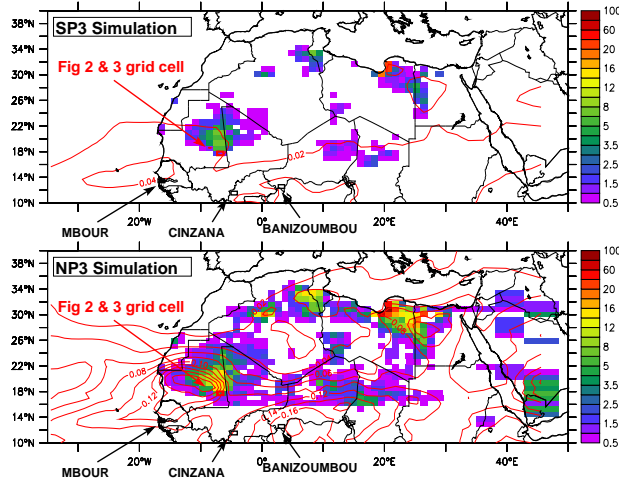 SP3 Simulation
Fig 2 & 3 grid cell
38°N
34°N
30°N
26°N
22°N
18°N
14°N
10°N
0.02
0.04
20°W
0°
20°E
40°E
MBOUR
CINZANA
BANIZOUMBOU
100
60
20
16
12
8
5
3.5
2.5
1.5
0.5
NP3 Simulation
Fig 2 & 3 grid cell
38°N
34°N
30°N
26°N
22°N
18°N
14°N
10°N
0.08
0.12
0.14
0.16
0.08
20°W
0°
20°E
40°E
MBOUR
CINZANA
BANIZOUMBOU
100
60
20
16
12
8
5
3.5
2.5
1.5
0.5